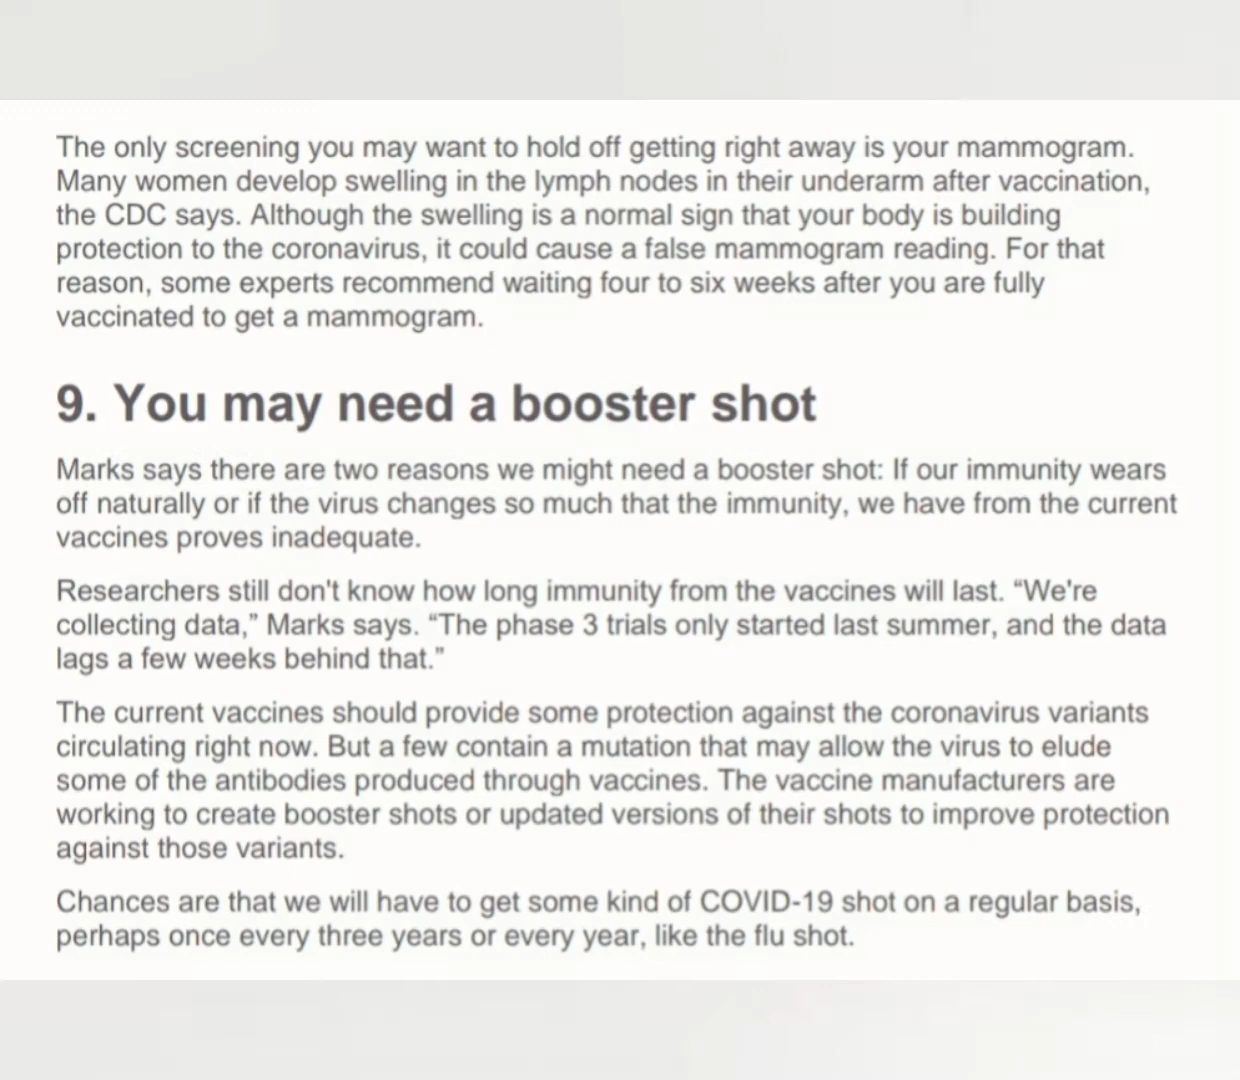 The only screening you may want to hold off getting right away is your mammogram.
Many women develop swelling in the lymph nodes in their underarm after vaccination,
the CDC says. Although the swelling is a normal sign that your body is building
protection to the coronavirus, it could cause a false mammogram reading. For that
reason, some experts recommend waiting four to six weeks after you are fully
vaccinated to get a mammogram.
9. You may need a booster shot
Marks says there are two reasons we might need a booster shot: If our immunity wears
off naturally or if the virus changes so much that the immunity, we have from the current
vaccines proves inadequate.
Researchers still don't know how long immunity from the vaccines will last. “We're
collecting data,” Marks says. “The phase 3 trials only started last summer, and the data
lags a few weeks behind that.”
The current vaccines should provide some protection against the coronavirus variants
circulating right now. But a few contain a mutation that may allow the virus to elude
some of the antibodies produced through vaccines. The vaccine manufacturers are
working to create booster shots or updated versions of their shots to improve protection
against those variants.
Chances are that we will have to get some kind of COVID-19 shot on a regular basis,
perhaps once every three years or every year, like the flu shot.